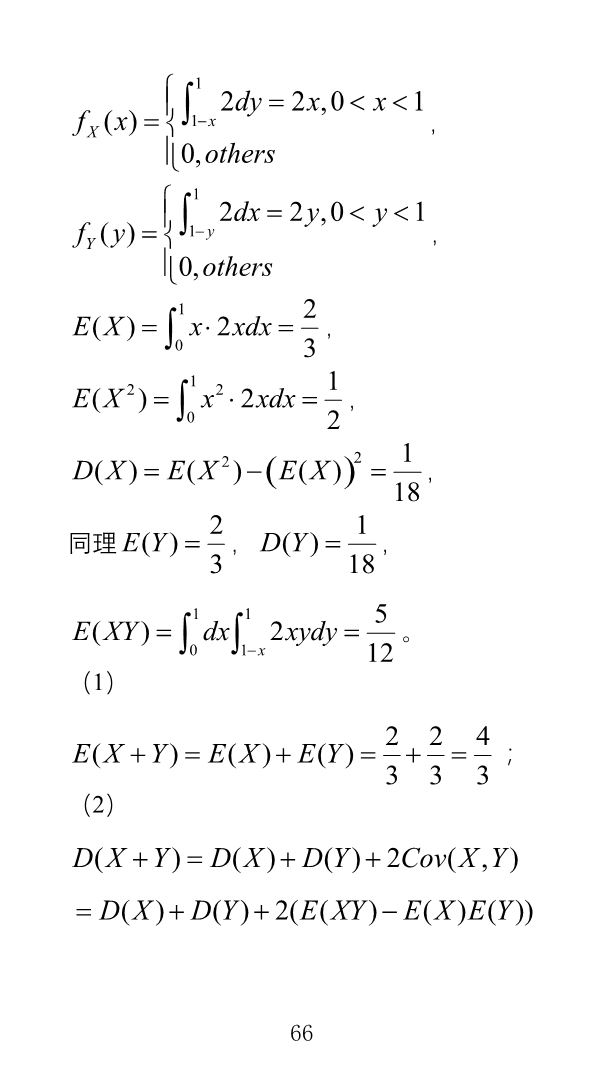 f_X(x) = { ∫_{1−x}^{1} 2dy = 2x, 0 < x < 1
0, others ,
f_Y(y) = { ∫_{1−y}^{1} 2dx = 2y, 0 < y < 1
0, others ,
E(X) = ∫_0^1 x · 2xdx = 2/3 ,
E(X²) = ∫_0^1 x² · 2xdx = 1/2 ,
D(X) = E(X²) − (E(X))² = 1/18 ,
同理 E(Y) = 2/3 , D(Y) = 1/18 ,
E(XY) = ∫_0^1 dx ∫_{1−x}^{1} 2xydy = 5/12 。
（1）
E(X + Y) = E(X) + E(Y) = 2/3 + 2/3 = 4/3 ；
（2）
D(X + Y) = D(X) + D(Y) + 2Cov(X, Y)
= D(X) + D(Y) + 2(E(XY) − E(X)E(Y))
66